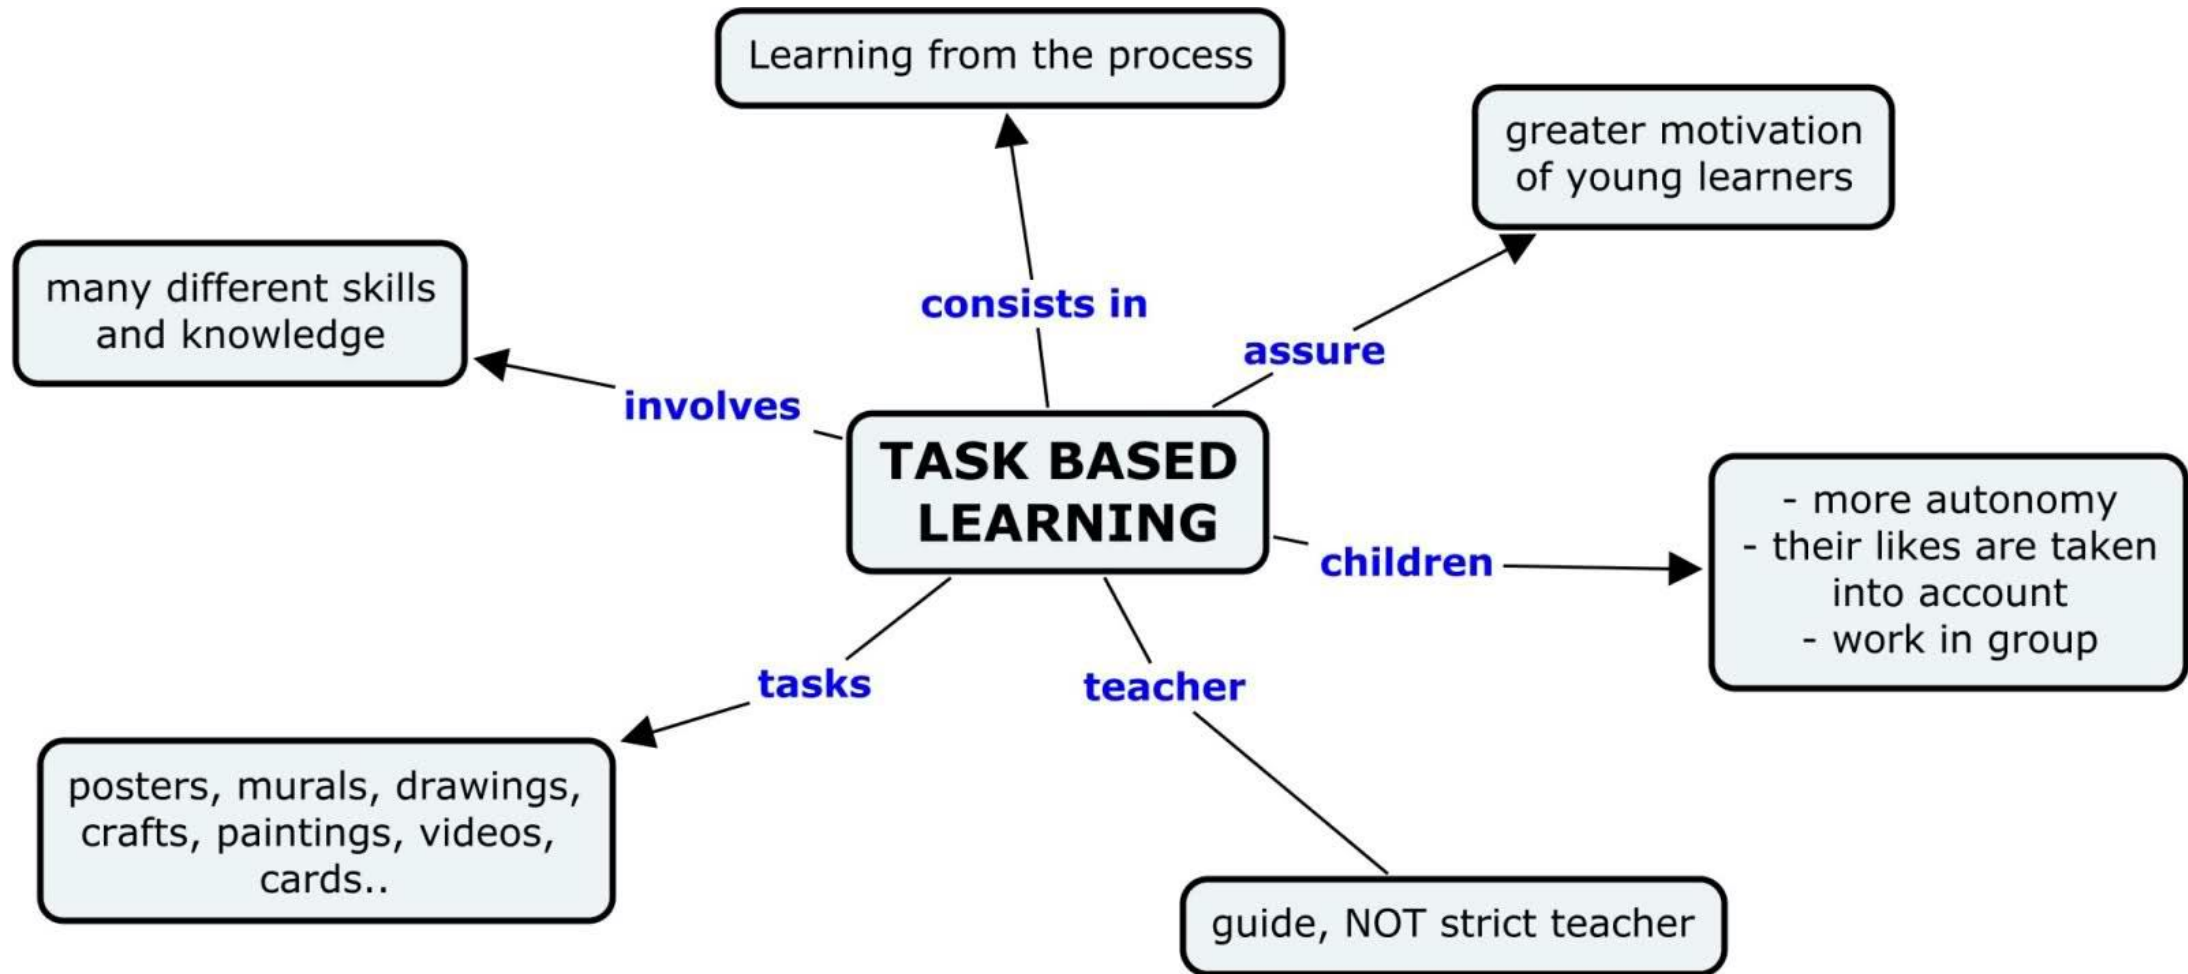 Learning from the process
greater motivation
of young learners
many different skills
and knowledge
consists in
assure
involves
TASK BASED
LEARNING
- more autonomy
- their likes are taken
into account
- work in group
children
tasks
teacher
posters, murals, drawings,
crafts, paintings, videos,
cards..
guide, NOT strict teacher